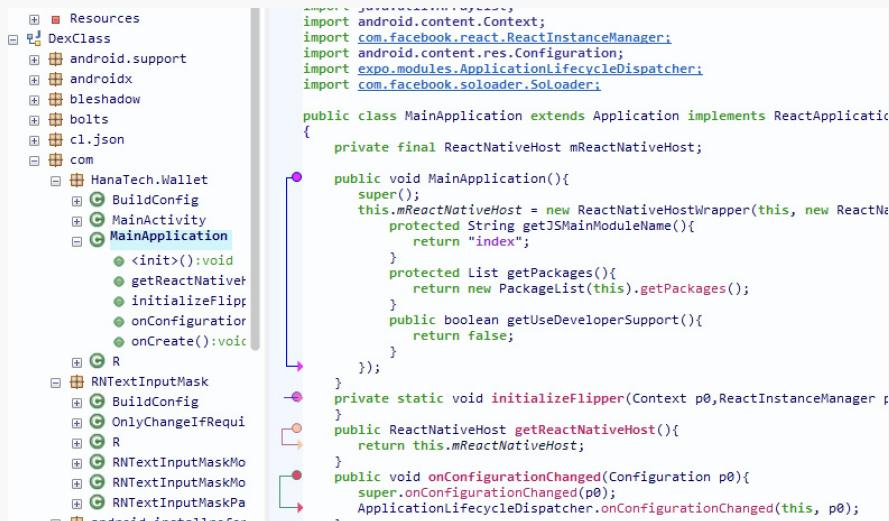 Resources
DexClass
android.support
androidx
bleshadow
bolts
cl.json
com
HanaTech.Wallet
BuildConfig
MainActivity
MainApplication
<init>():void
getReactNativeH
initializeFlipp
onConfiguration
onCreate():void
R
RNTextInputMask
BuildConfig
OnlyChangeIfRequi
R
RNTextInputMaskMo
RNTextInputMaskMo
RNTextInputMaskPa
import android.content.Context;
import com.facebook.react.ReactInstanceManager;
import android.content.res.Configuration;
import expo.modules.ApplicationLifecycleDispatcher;
import com.facebook.soloader.SoLoader;
public class MainApplication extends Application implements ReactApplicatio
{
private final ReactNativeHost mReactNativeHost;
public void MainApplication(){
super();
this.mReactNativeHost = new ReactNativeHostWrapper(this, new ReactNa
protected String getJSMainModuleName(){
return "index";
}
protected List getPackages(){
return new PackageList(this).getPackages();
}
public boolean getUseDeveloperSupport(){
return false;
}
});
}
private static void initializeFlipper(Context p0,ReactInstanceManager p
}
public ReactNativeHost getReactNativeHost(){
return this.mReactNativeHost;
}
public void onConfigurationChanged(Configuration p0){
super.onConfigurationChanged(p0);
ApplicationLifecycleDispatcher.onConfigurationChanged(this, p0);